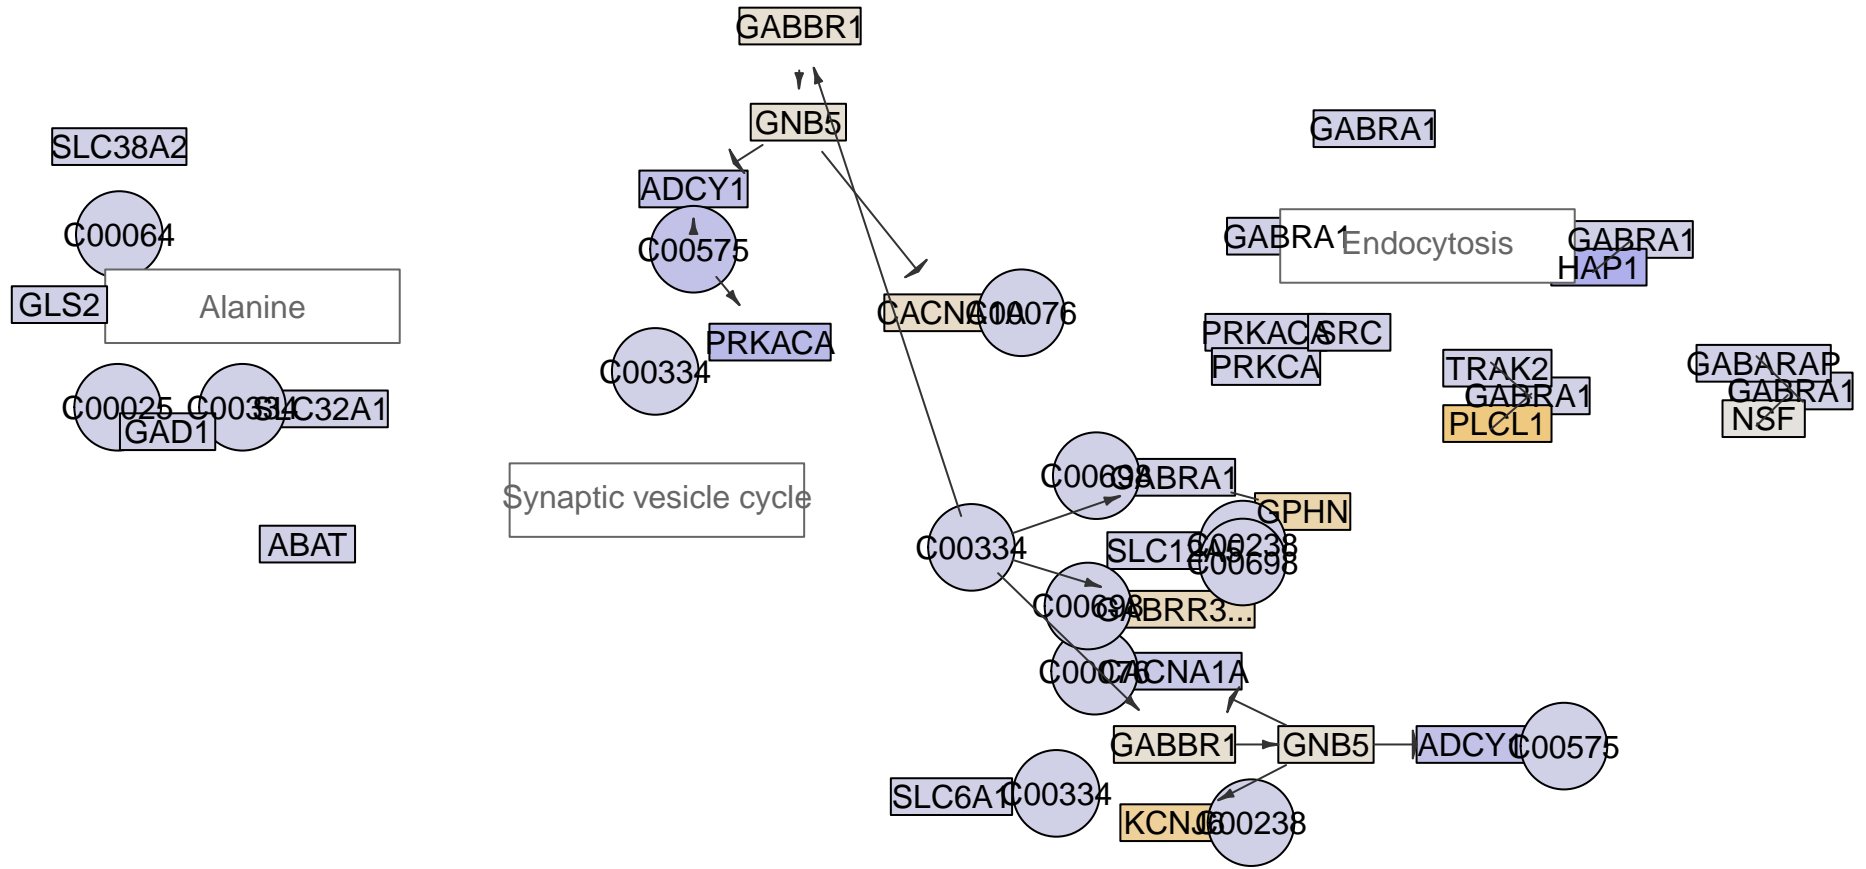 GABBR1
GNB5
GABRA1
SLC38A2
ADCY1
C00064
C00575
GABRA1
Endocytosis
GABRA1
HAP1
GLS2
Alanine
CACNA1A
C00076
PRKACA
C00334
PRKACA
SRC
PRKCA
TRAK2
GABRA1
PLCL1
GABARAP
GABRA1
NSF
C00025
C00334
SLC32A1
GAD1
Synaptic vesicle cycle
C00698
GABRA1
GPHN
ABAT
C00334
SLC12A5
C00238
C00698
C00698
GABRR3...
C00076
CACNA1A
GABBR1
GNB5
ADCY1
C00575
SLC6A1
C00334
KCNJ6
C00238